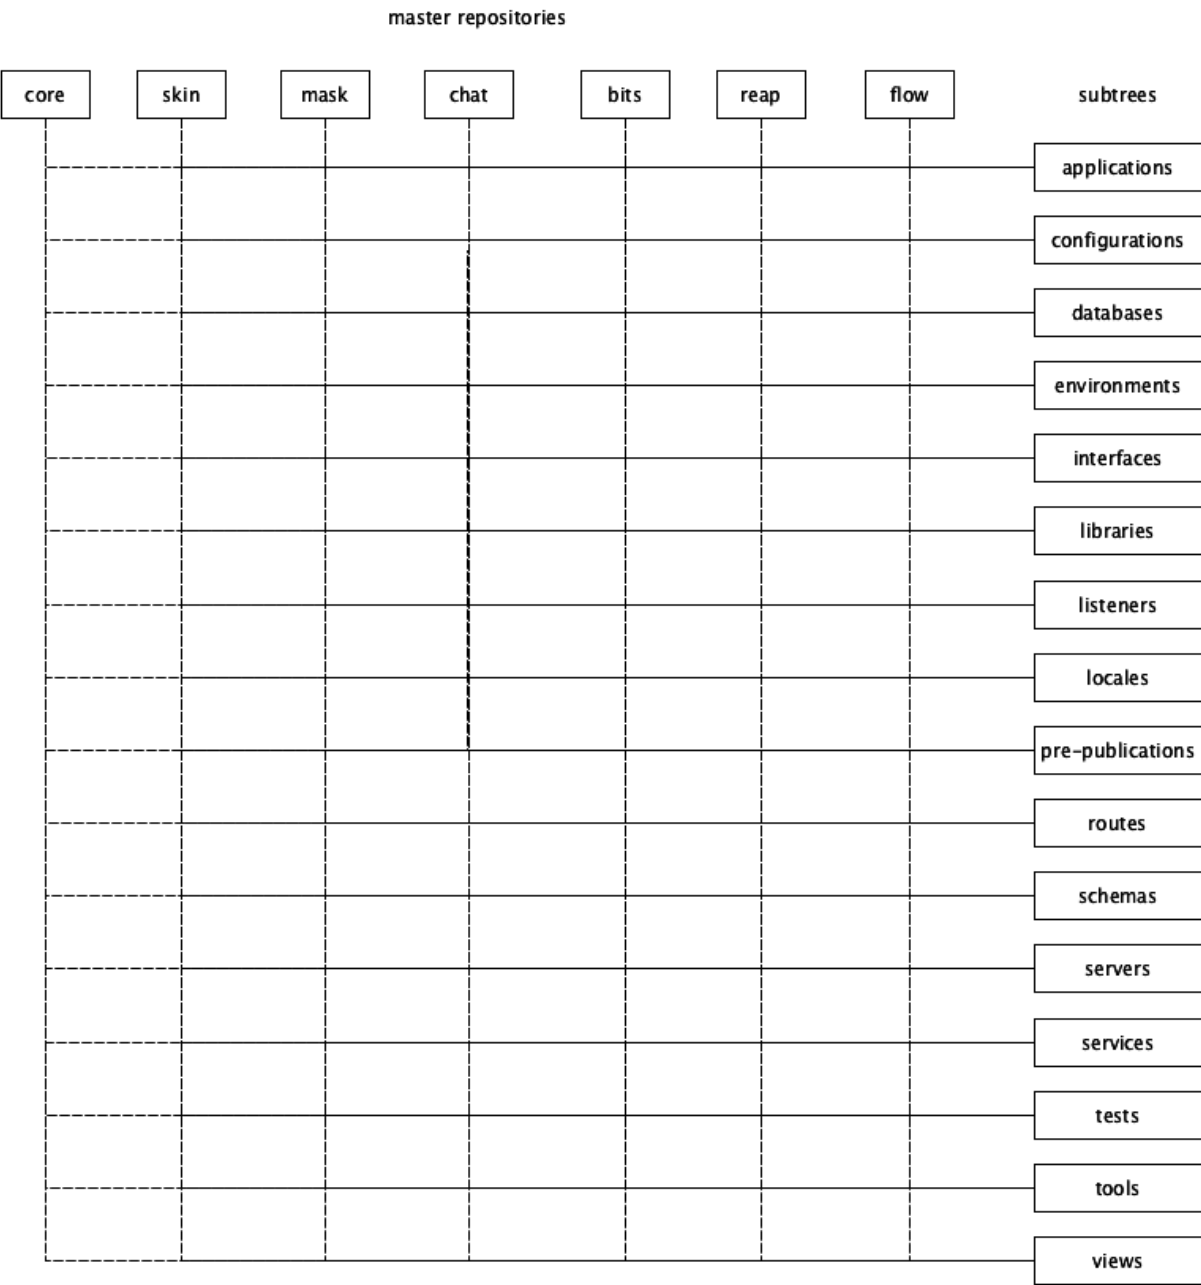 master repositories
core skin mask chat bits reap flow subtrees
applications
configurations
databases
environments
interfaces
libraries
listeners
locales
pre-publications
routes
schemas
servers
services
tests
tools
views